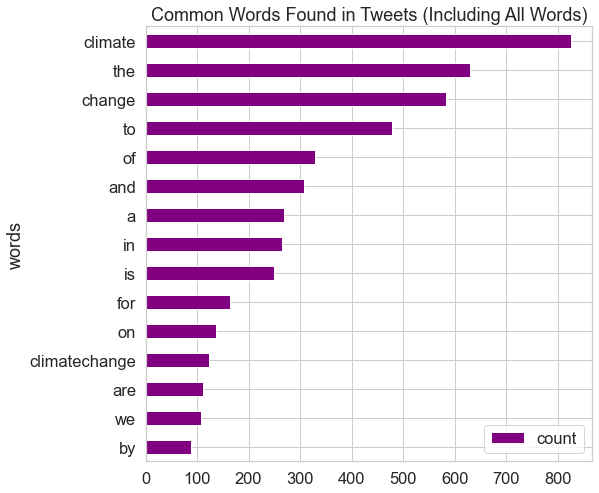 Common Words Found in Tweets (Including All Words)
climate
the
change
to
of
and
a
in
is
for
on
climatechange
are
we
by
words
count
0 100 200 300 400 500 600 700 800